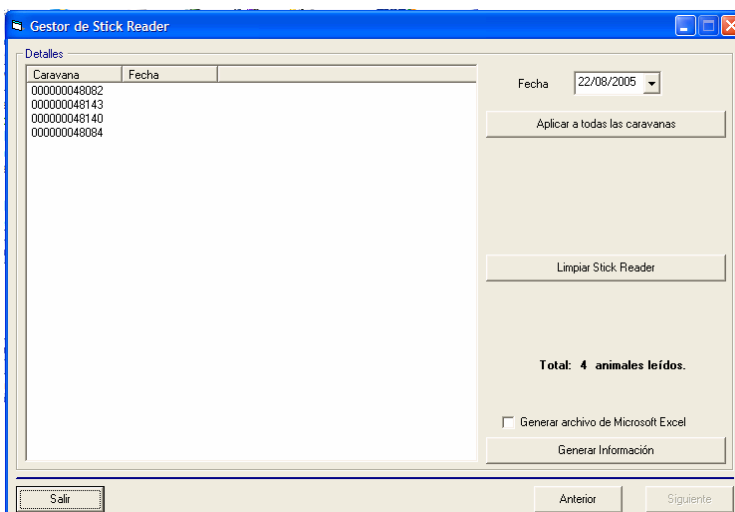 Gestor de Stick Reader
Detalles
Caravana Fecha
000000048082
000000048143
000000048140
000000048084
Fecha 22/08/2005
Aplicar a todas las caravanas
Limpiar Stick Reader
Total: 4 animales leídos.
Generar archivo de Microsoft Excel
Generar Información
Salir Anterior Siguiente